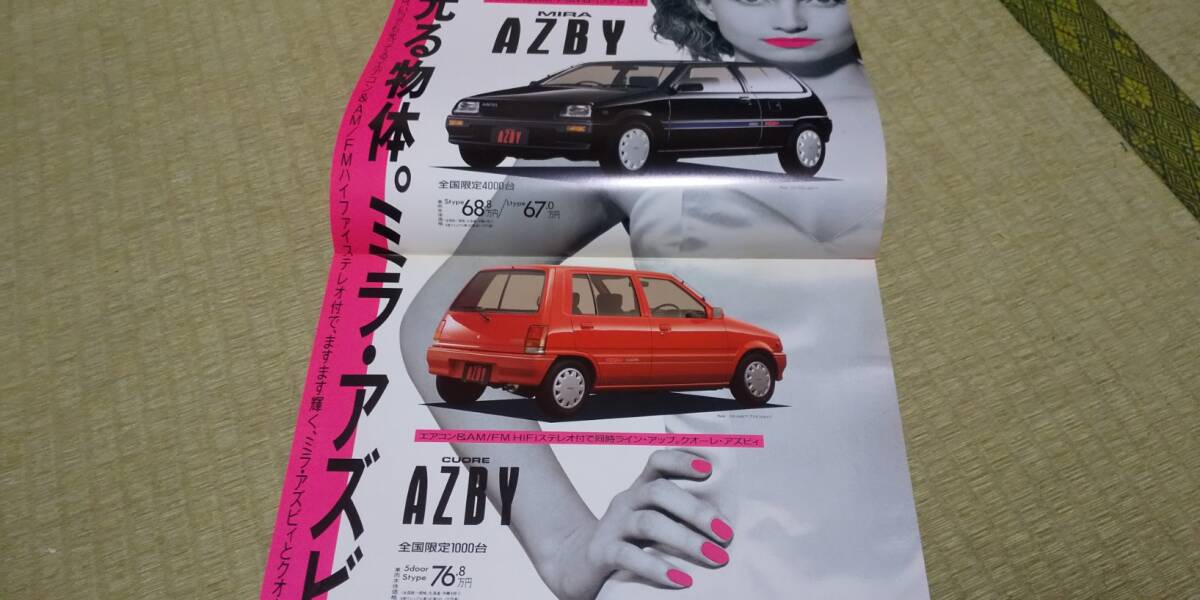 光る物体。ミラ・アズビ
エアコン&AM/FMハイファイステレオ付で、ますます輝く、ミラ・アズビィとクオ
MIRA
AZBY
AZBY
全国限定4000台
Stype 68.8万円/Ltype 67.0万円
AZBY
エアコン&AM/FM HiFiステレオ付で同時ライン・アップ。クオーレ・アズビィ
CUORE
AZBY
全国限定1000台
5door
Stype 76.8万円